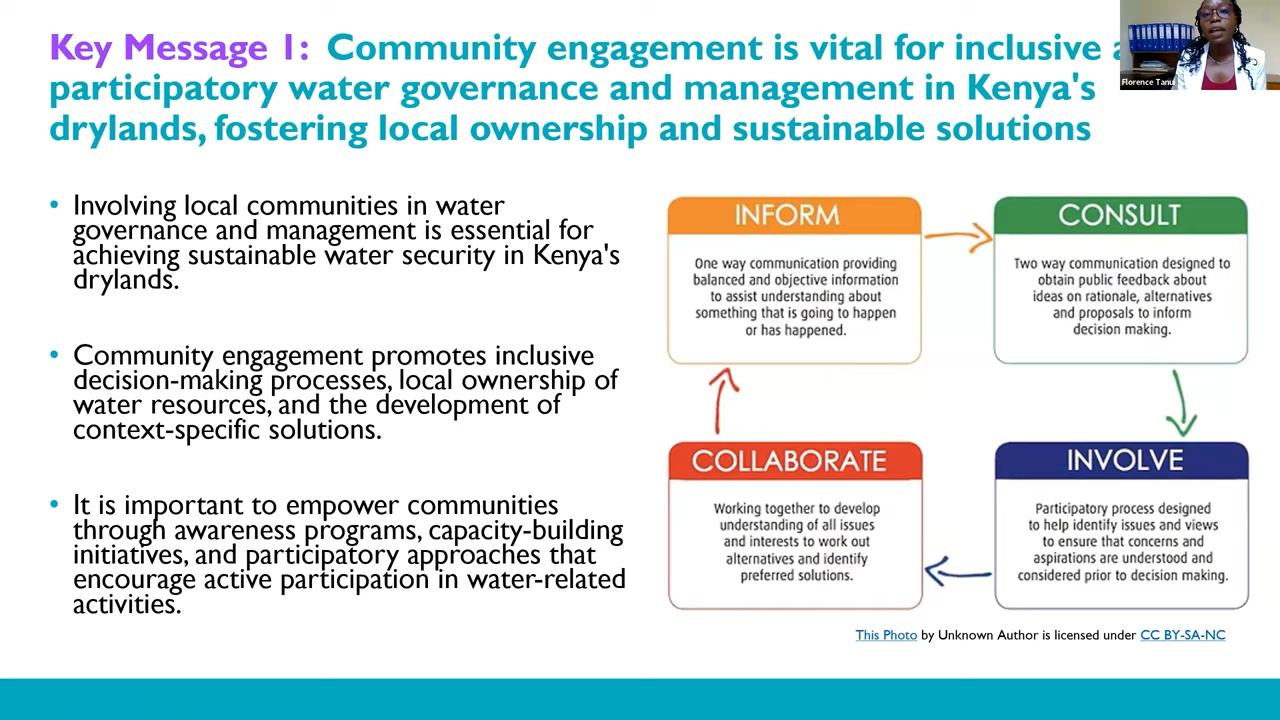 Key Message 1: Community engagement is vital for inclusive
participatory water governance and management in Kenya's
drylands, fostering local ownership and sustainable solutions
Florence Tanui
• Involving local communities in water
governance and management is essential for
achieving sustainable water security in Kenya's
drylands.
• Community engagement promotes inclusive
decision-making processes, local ownership of
water resources, and the development of
context-specific solutions.
• It is important to empower communities
through awareness programs, capacity-building
initiatives, and participatory approaches that
encourage active participation in water-related
activities.
INFORM
One way communication providing
balanced and objective information
to assist understanding about
something that is going to happen
or has happened.
CONSULT
Two way communication designed to
obtain public feedback about
ideas on rationale, alternatives
and proposals to inform
decision making.
COLLABORATE
Working together to develop
understanding of all issues
and interests to work out
alternatives and identify
preferred solutions.
INVOLVE
Participatory process designed
to help identify issues and views
to ensure that concerns and
aspirations are understood and
considered prior to decision making.
This Photo by Unknown Author is licensed under CC BY-SA-NC